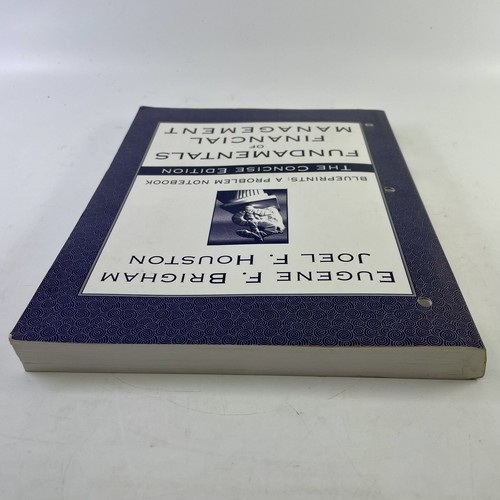 EUGENE F. BRIGHAM
JOEL F. HOUSTON
BLUEPRINTS: A PROBLEM NOTEBOOK
THE CONCISE EDITION
FUNDAMENTALS
OF
FINANCIAL
MANAGEMENT